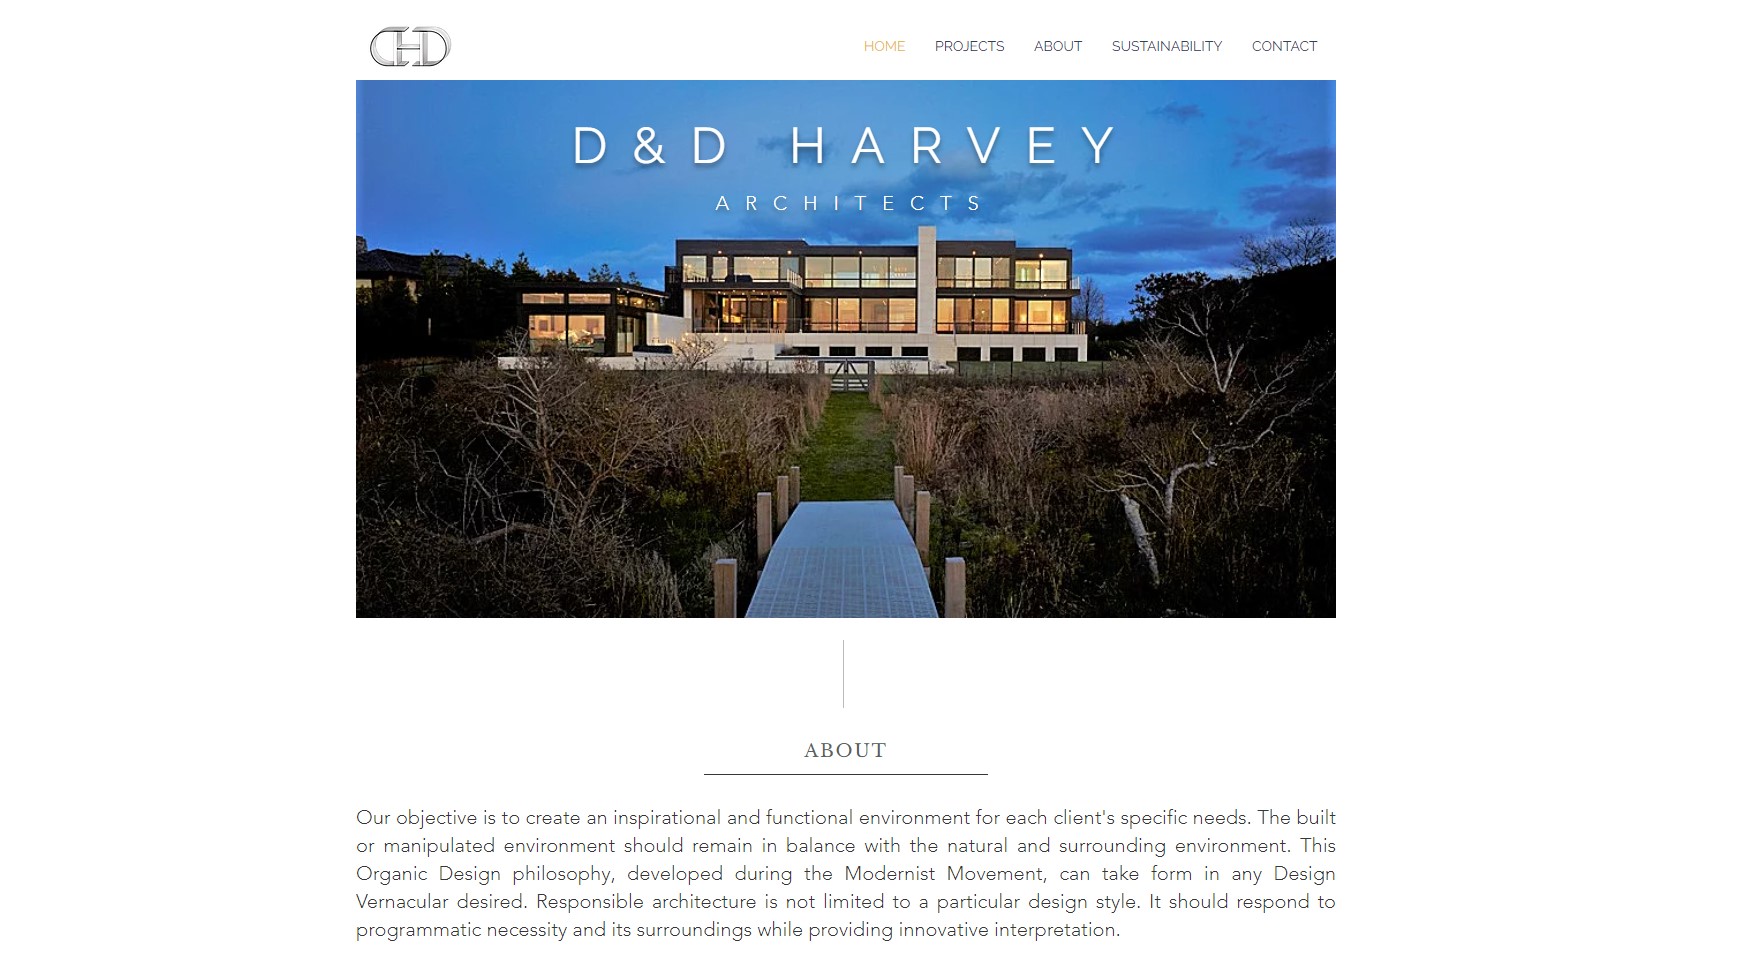 DHD
HOME PROJECTS ABOUT SUSTAINABILITY CONTACT
D&D HARVEY
ARCHITECTS
ABOUT
Our objective is to create an inspirational and functional environment for each client's specific needs. The built
or manipulated environment should remain in balance with the natural and surrounding environment. This
Organic Design philosophy, developed during the Modernist Movement, can take form in any Design
Vernacular desired. Responsible architecture is not limited to a particular design style. It should respond to
programmatic necessity and its surroundings while providing innovative interpretation.